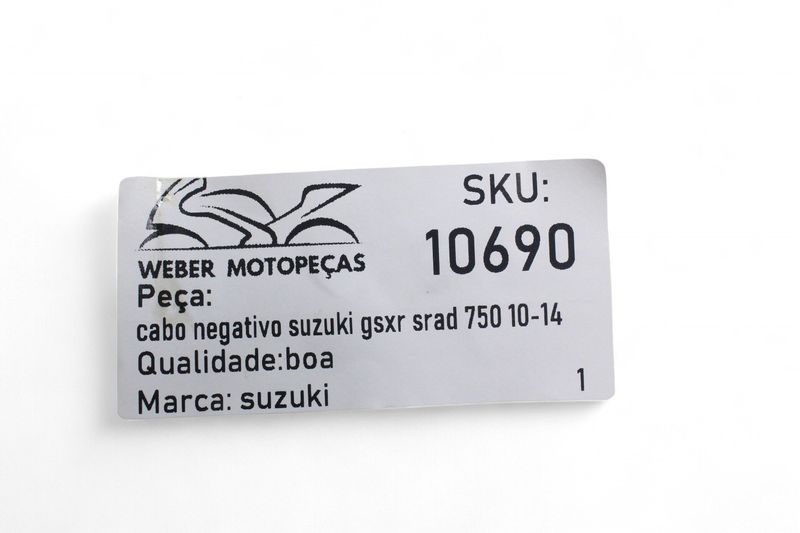 SKU:
10690
WEBER MOTOPEÇAS
Peça:
cabo negativo suzuki gsxr srad 750 10-14
Qualidade:boa
Marca: suzuki
1